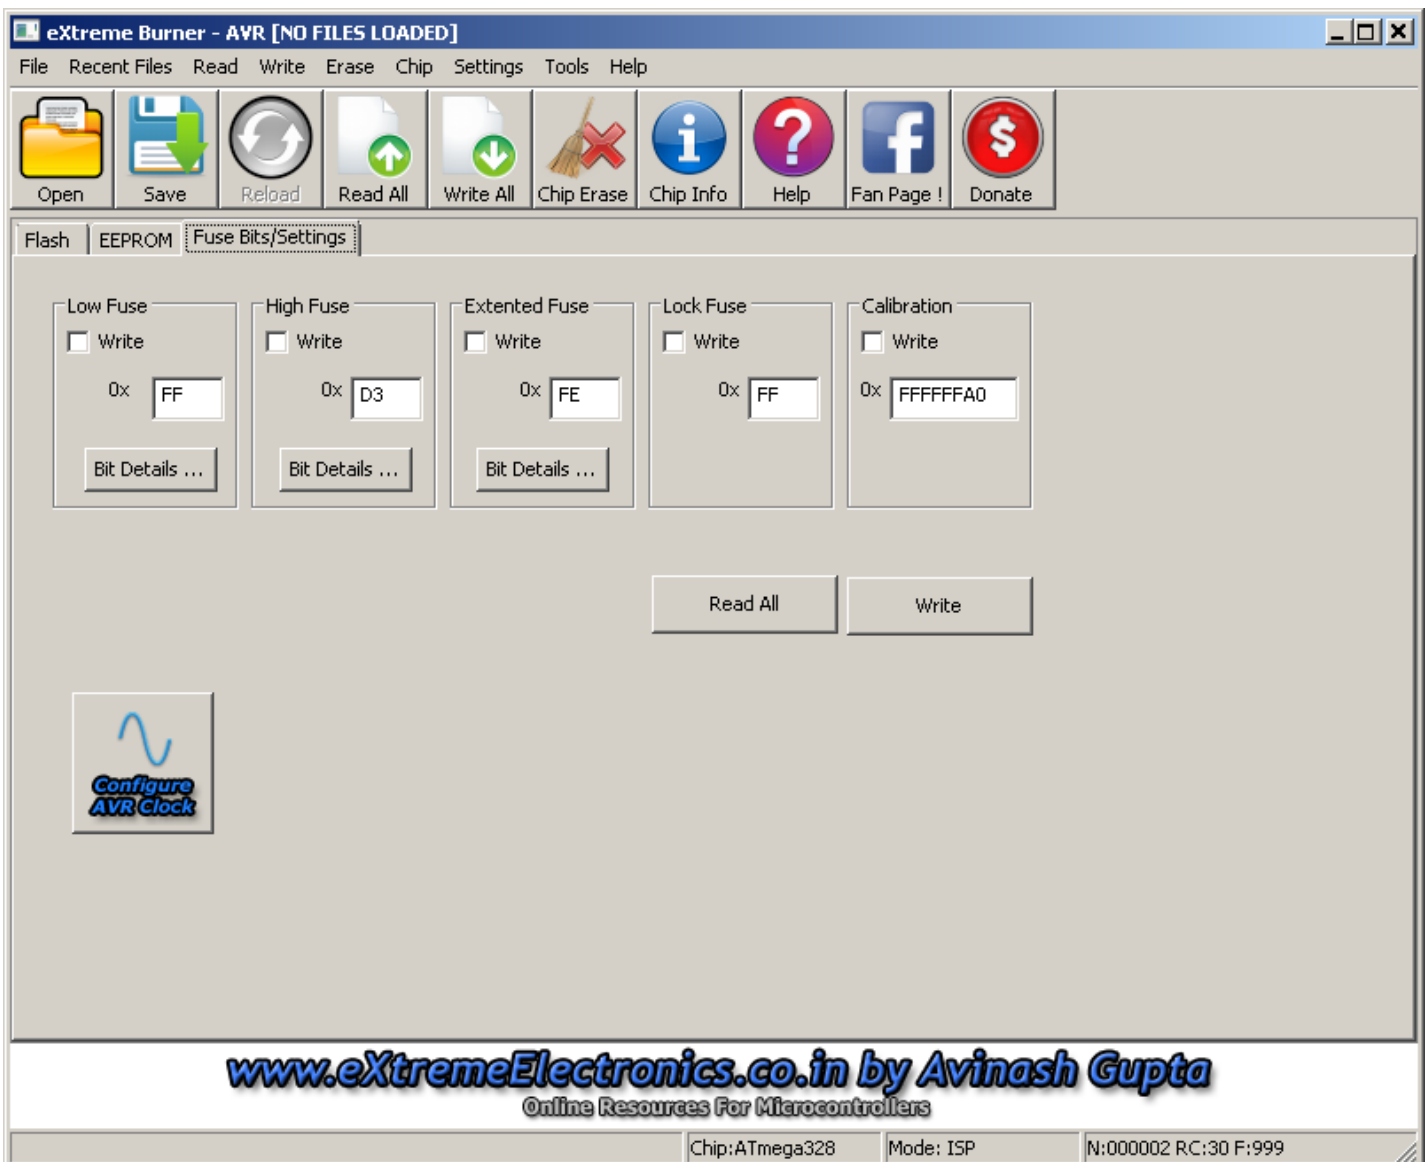 eXtreme Burner - AVR [NO FILES LOADED]
File Recent Files Read Write Erase Chip Settings Tools Help
Open Save Reload Read All Write All Chip Erase Chip Info Help Fan Page ! Donate
Flash EEPROM Fuse Bits/Settings
Low Fuse High Fuse Extented Fuse Lock Fuse Calibration
Write Write Write Write Write
0x FF 0x D3 0x FE 0x FF 0x FFFFFFA0
Bit Details ... Bit Details ... Bit Details ...
Read All Write
Configure
AVR Clock
www.eXtremeElectronics.co.in by Avinash Gupta
Online Resources For Microcontrollers
Chip:ATmega328 Mode: ISP N:000002 RC:30 F:999